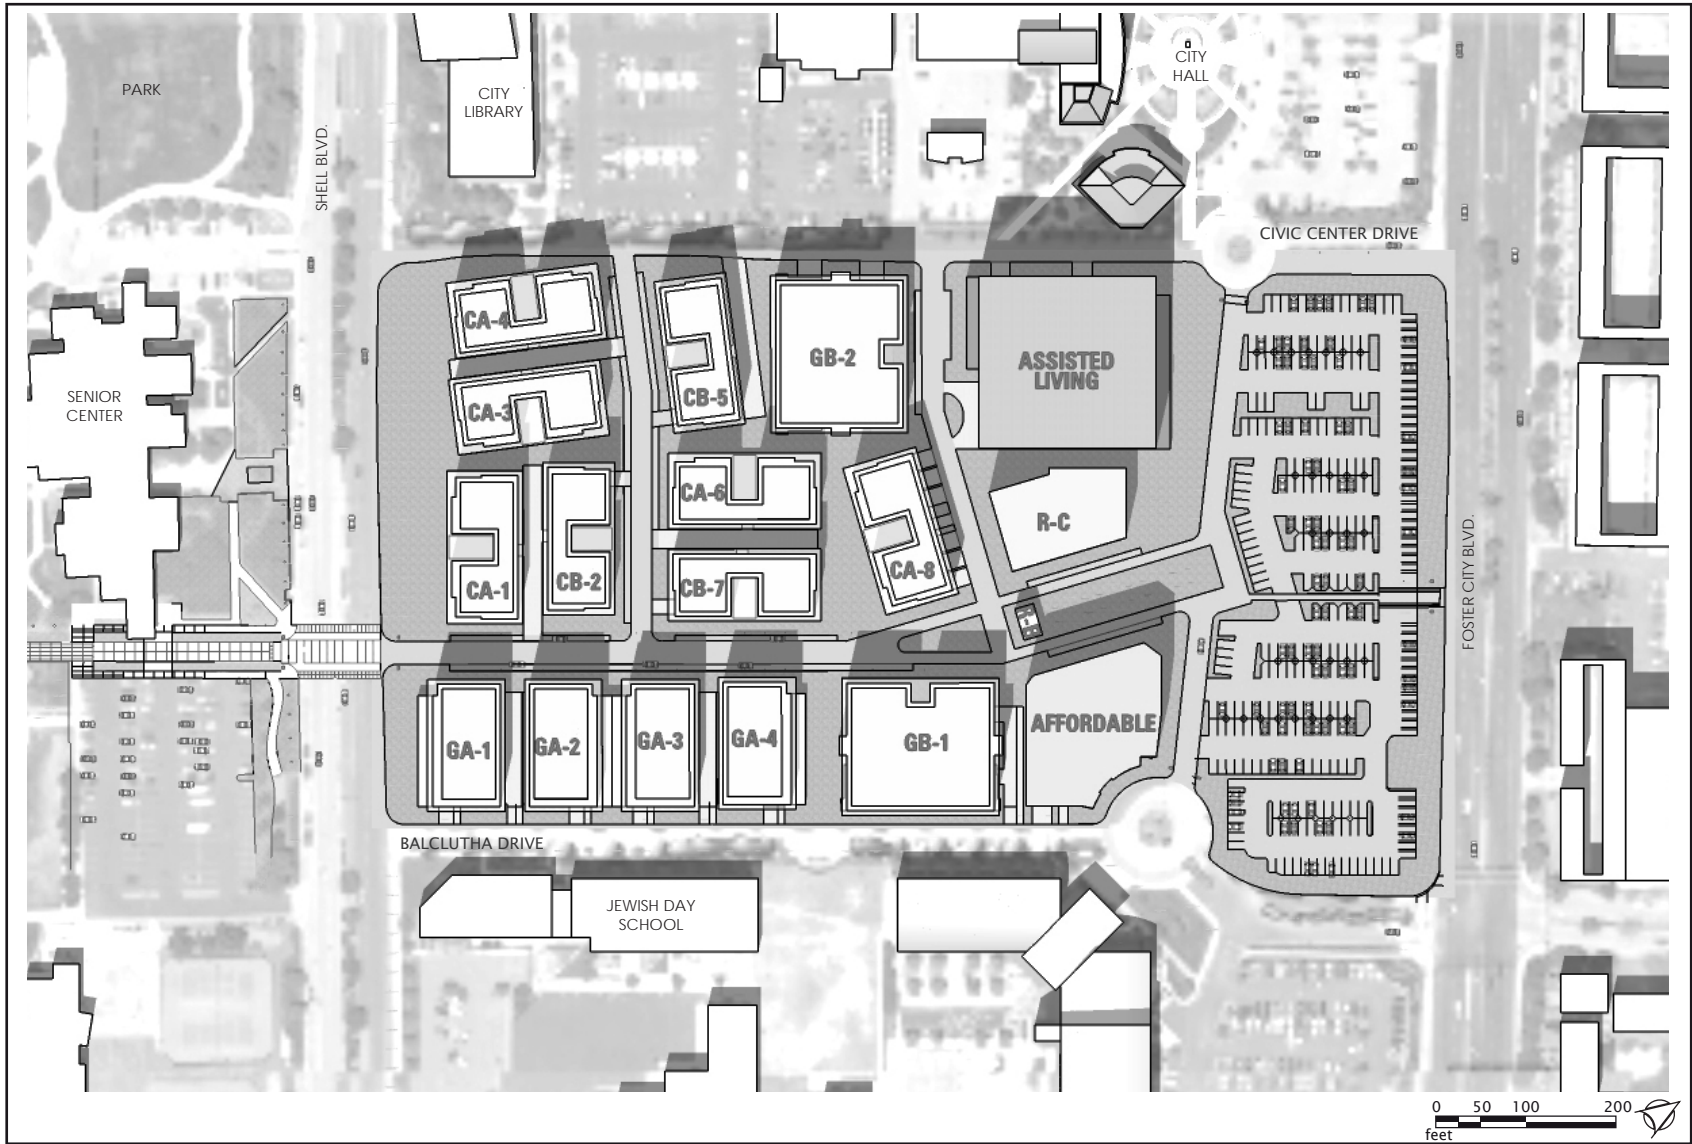 PARK
CITY
HALL
CITY
LIBRARY
SHELL BLVD.
CIVIC CENTER DRIVE
CA-4
GB-2
ASSISTED
LIVING
CB-5
SENIOR
CENTER
CA-3
CA-6
R-C
CA-1
CB-2
CB-7
CA-8
FOSTER CITY BLVD.
GA-1
GA-2
GA-3
GA-4
GB-1
AFFORDABLE
BALCLUTHA DRIVE
JEWISH DAY
SCHOOL
0 50 100 200
feet